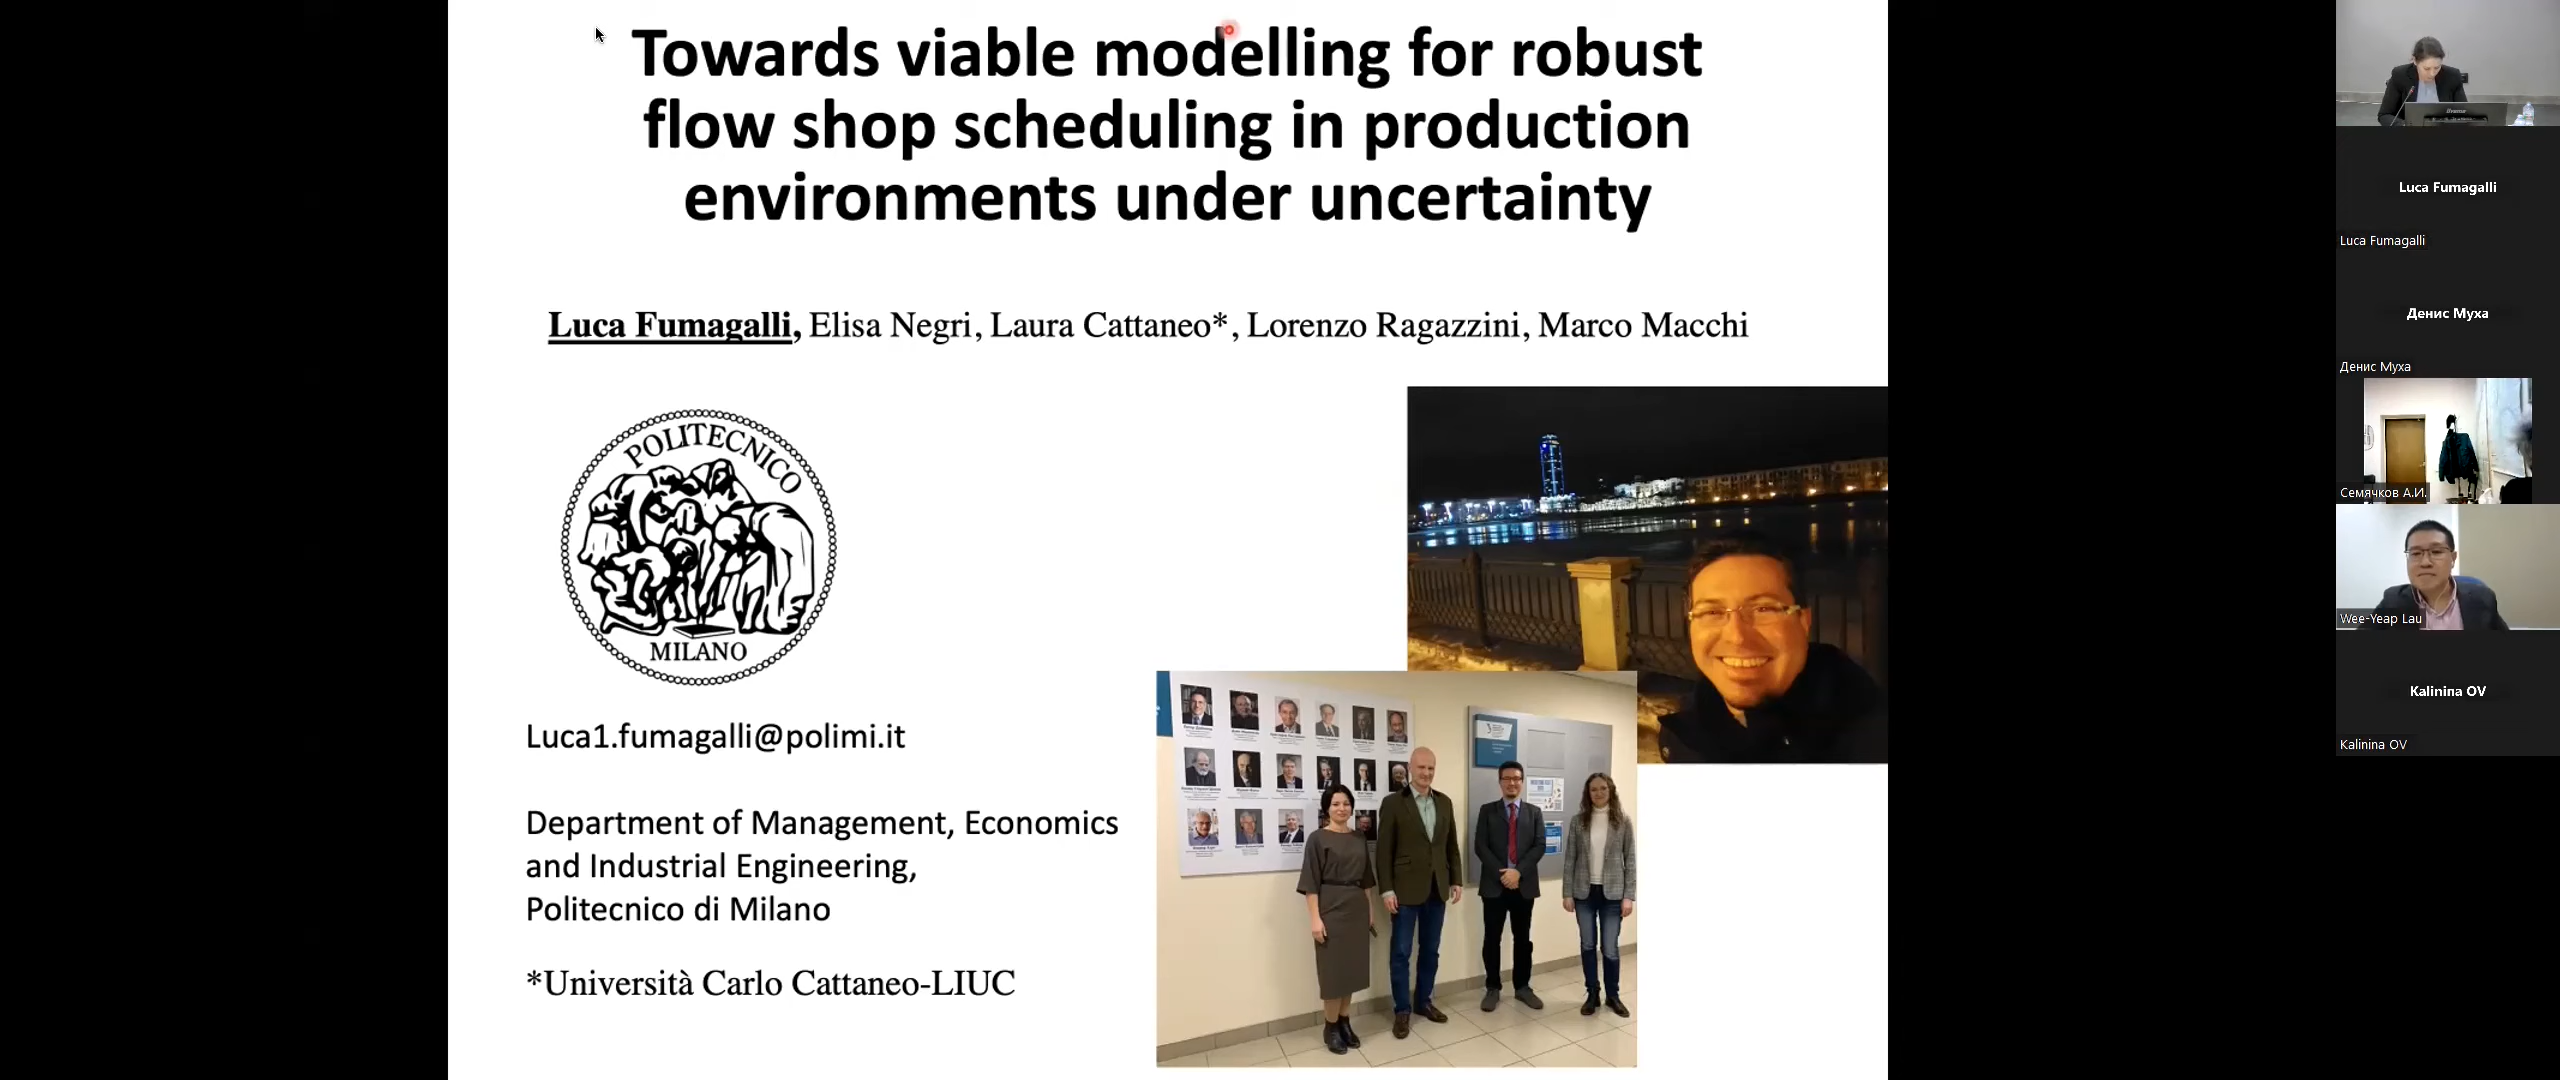 Towards viable modelling for robust
flow shop scheduling in production
environments under uncertainty
Luca Fumagalli, Elisa Negri, Laura Cattaneo*, Lorenzo Ragazzini, Marco Macchi
POLITECNICO
MILANO
Luca1.fumagalli@polimi.it
Department of Management, Economics
and Industrial Engineering,
Politecnico di Milano
*Università Carlo Cattaneo-LIUC
Luca Fumagalli
Luca Fumagalli
Денис Муха
Денис Муха
Семячков А.И.
Wee-Yeap Lau
Kalinina OV
Kalinina OV